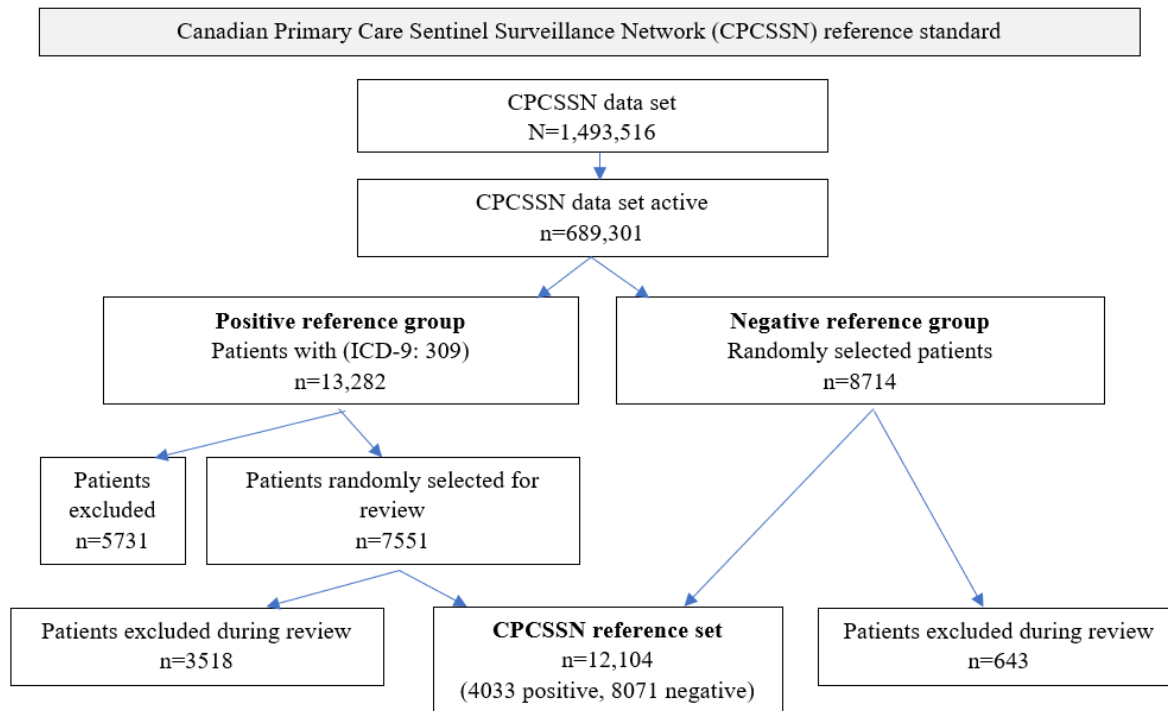 Canadian Primary Care Sentinel Surveillance Network (CPCSSN) reference standard
CPCSSN data set
N=1,493,516
CPCSSN data set active
n=689,301
Positive reference group
Patients with (ICD-9: 309)
n=13,282
Negative reference group
Randomly selected patients
n=8714
Patients
excluded
n=5731
Patients randomly selected for
review
n=7551
Patients excluded during review
n=3518
CPCSSN reference set
n=12,104
(4033 positive, 8071 negative)
Patients excluded during review
n=643